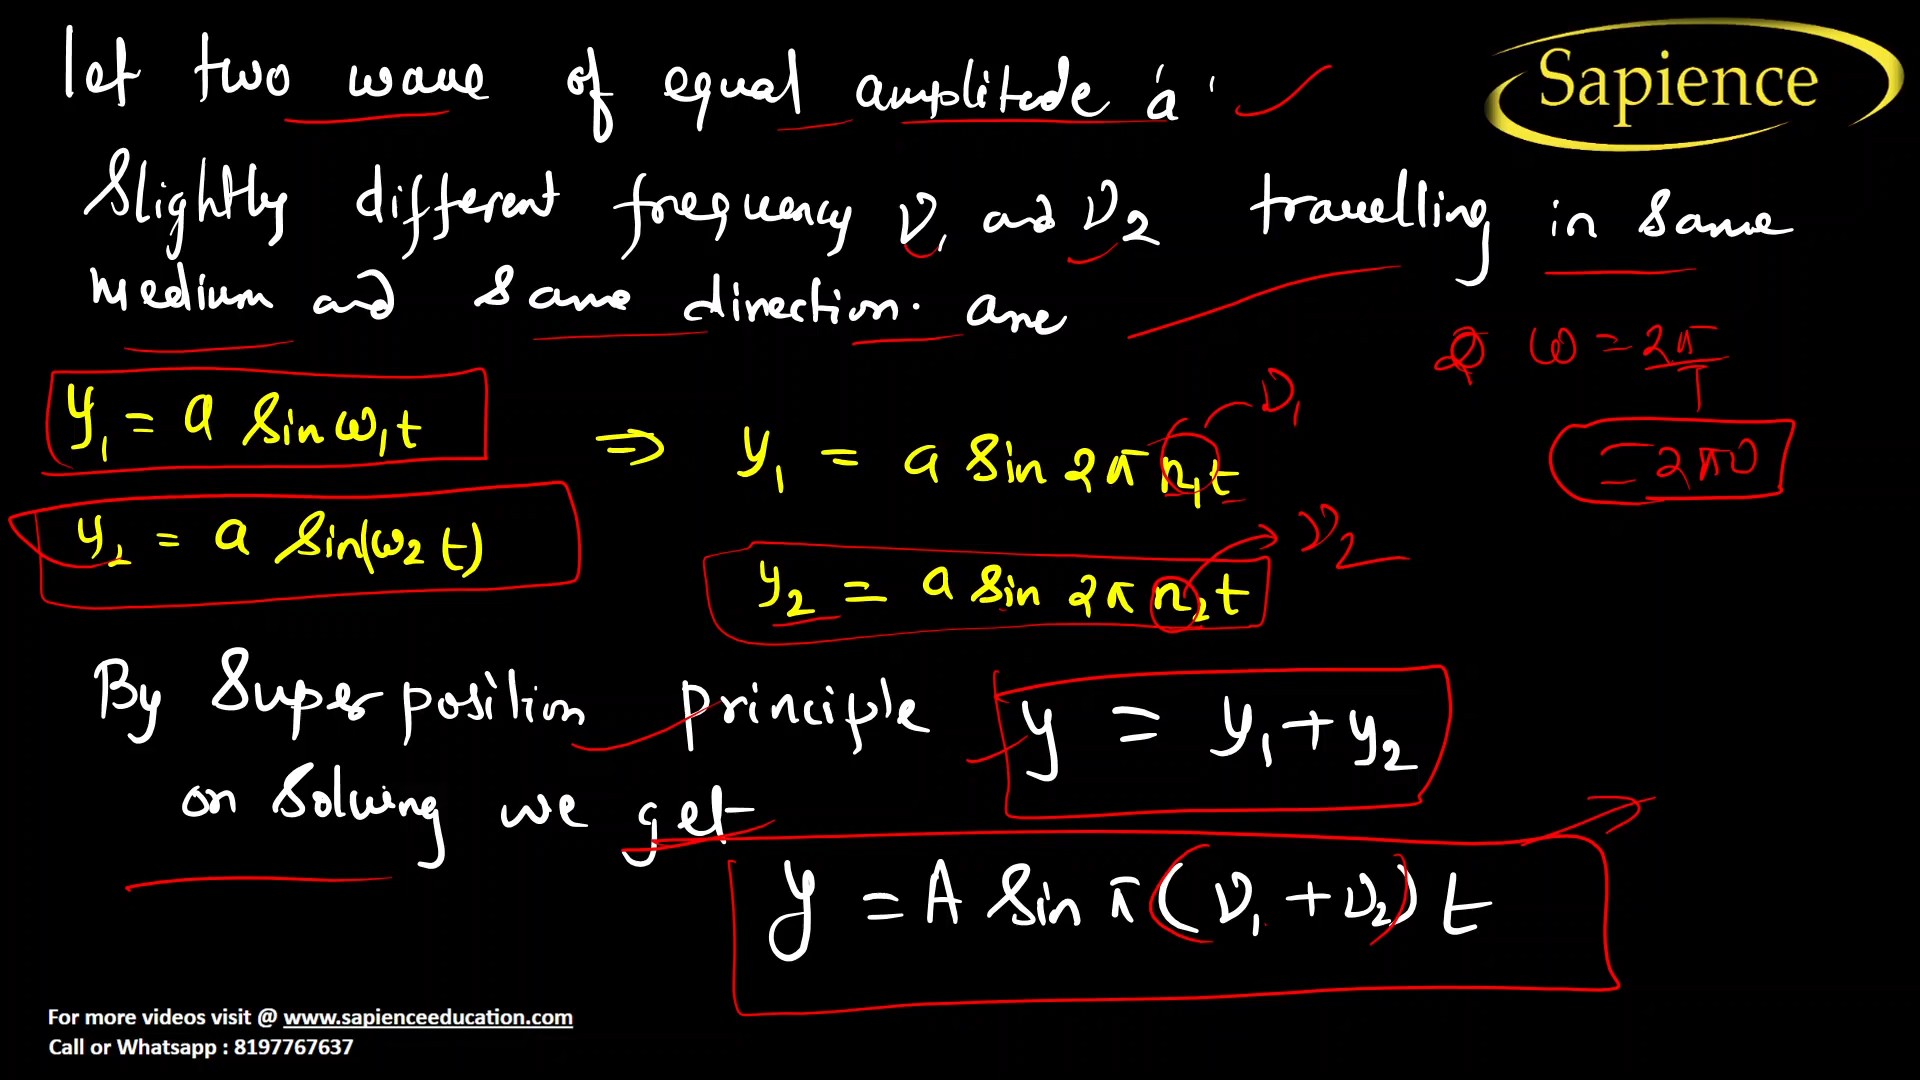 let two wave of equal amplitude 'a'
Sapience
Slightly different frequency ν1 and ν2 travelling in same
medium and same direction. are
ω = 2π/T
y1 = a sin ω1t ⇒ y1 = a sin 2π n1t ν1
= 2πν
y2 = a sin(ω2 t)
y2 = a sin 2π n2t ν2
By Superposition principle y = y1 + y2
on solving we get
y = A sin π(ν1 + ν2) t
For more videos visit @ www.sapienceeducation.com
Call or Whatsapp : 8197767637